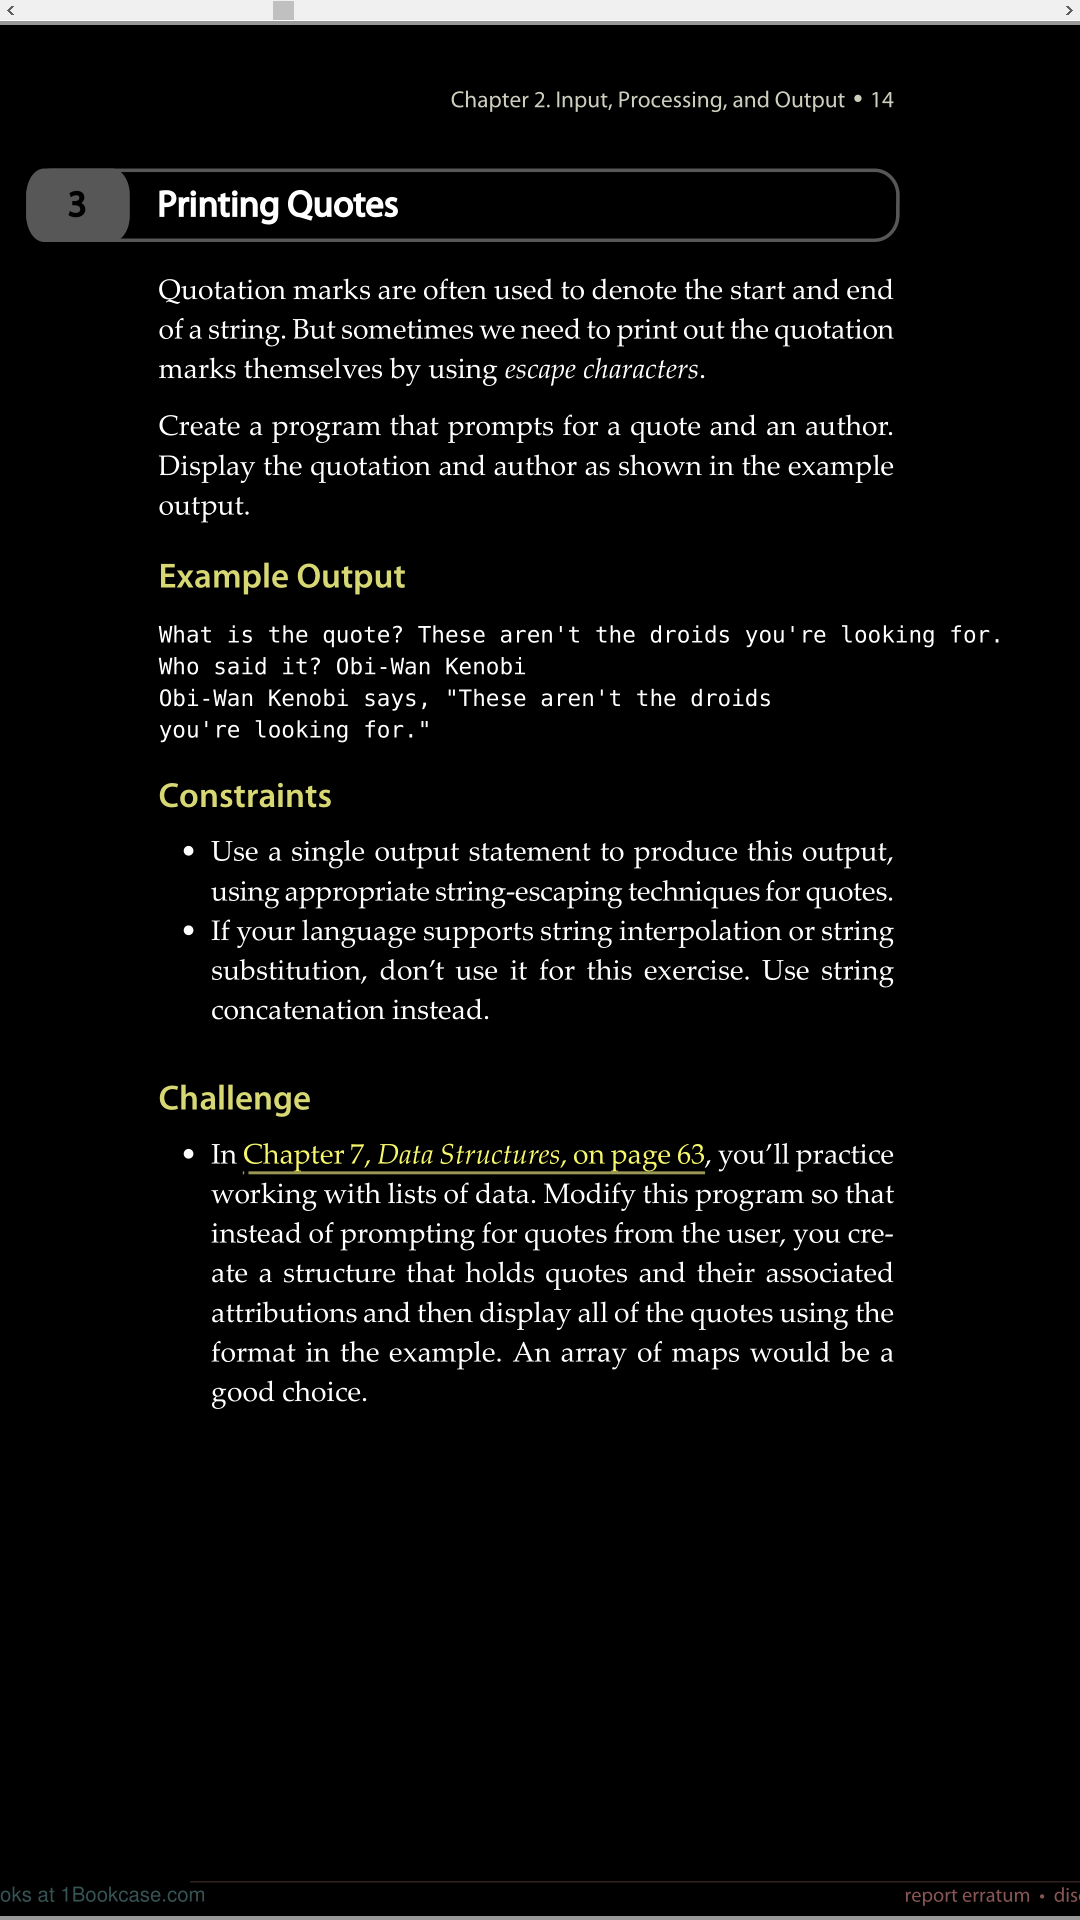 Chapter 2. Input, Processing, and Output • 14
3 Printing Quotes
Quotation marks are often used to denote the start and end
of a string. But sometimes we need to print out the quotation
marks themselves by using escape characters.
Create a program that prompts for a quote and an author.
Display the quotation and author as shown in the example
output.
Example Output
What is the quote? These aren't the droids you're looking for.
Who said it? Obi-Wan Kenobi
Obi-Wan Kenobi says, "These aren't the droids
you're looking for."
Constraints
• Use a single output statement to produce this output,
using appropriate string-escaping techniques for quotes.
• If your language supports string interpolation or string
substitution, don’t use it for this exercise. Use string
concatenation instead.
Challenge
• In Chapter 7, Data Structures, on page 63, you’ll practice
working with lists of data. Modify this program so that
instead of prompting for quotes from the user, you cre-
ate a structure that holds quotes and their associated
attributions and then display all of the quotes using the
format in the example. An array of maps would be a
good choice.
oks at 1Bookcase.com
report erratum • dis